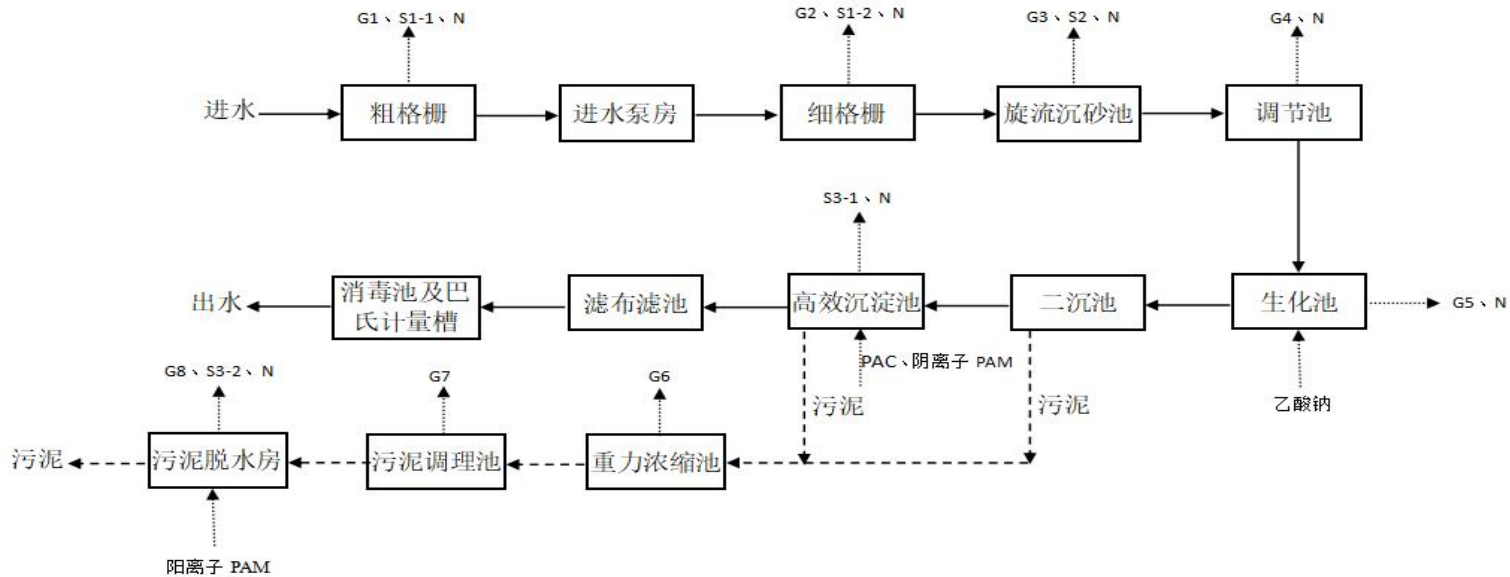 G1、S1-1、N
G2、S1-2、N
G3、S2、N
G4、N
进水
粗格栅
进水泵房
细格栅
旋流沉砂池
调节池
S3-1、N
出水
消毒池及巴
氏计量槽
滤布滤池
高效沉淀池
二沉池
生化池
G5、N
G8、S3-2、N
G7
G6
PAC、阴离子 PAM
污泥
污泥
乙酸钠
污泥
污泥脱水房
污泥调理池
重力浓缩池
阳离子 PAM